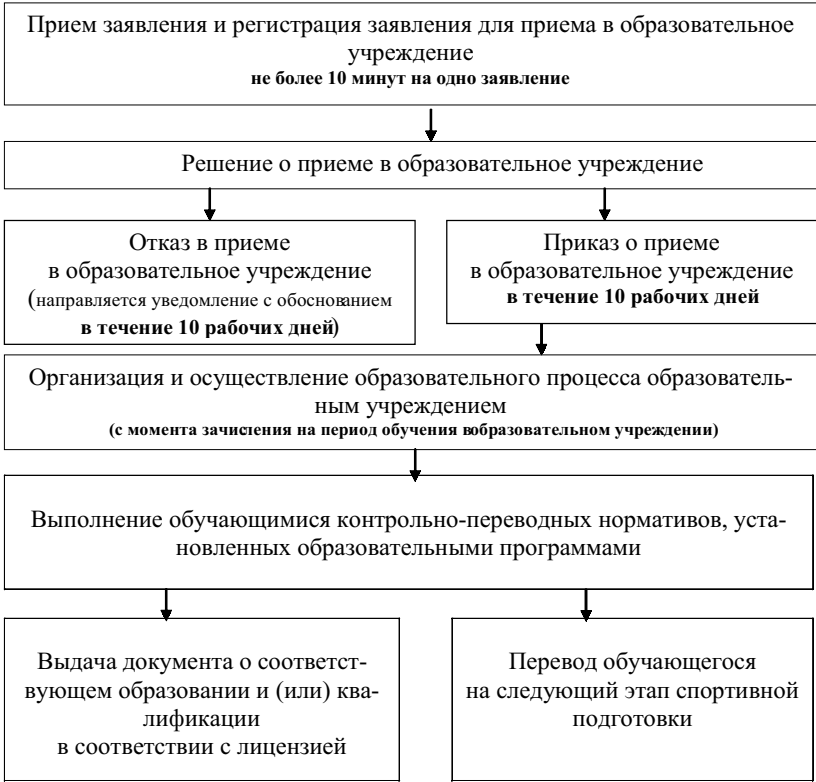 Прием заявления и регистрация заявления для приема в образовательное
учреждение
не более 10 минут на одно заявление
Решение о приеме в образовательное учреждение
Отказ в приеме
в образовательное учреждение
(направляется уведомление с обоснованием
в течение 10 рабочих дней)
Приказ о приеме
в образовательное учреждение
в течение 10 рабочих дней
Организация и осуществление образовательного процесса образователь-
ным учреждением
(с момента зачисления на период обучения вобразовательном учреждении)
Выполнение обучающимися контрольно-переводных нормативов, уста-
новленных образовательными программами
Выдача документа о соответст-
вующем образовании и (или) ква-
лификации
в соответствии с лицензией
Перевод обучающегося
на следующий этап спортивной
подготовки